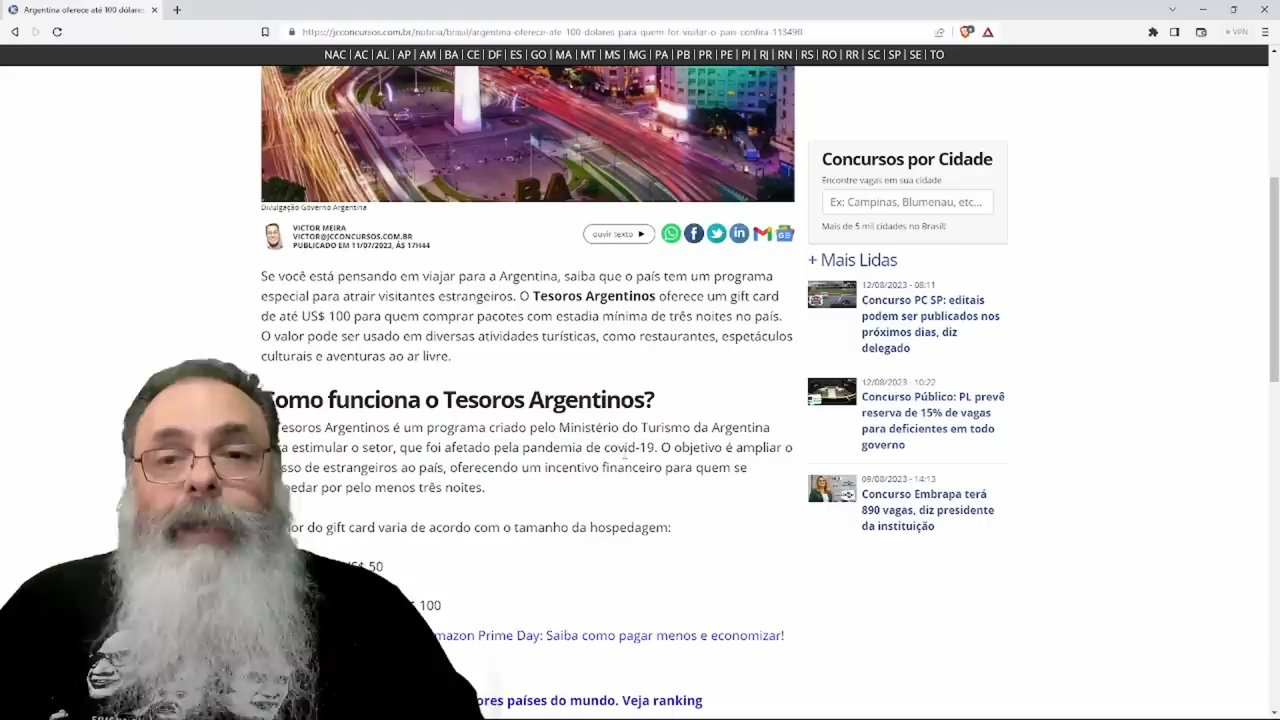 Argentina oferece até 100 dólares
https://jcconcursos.com.br/noticia/brasil/argentina-oferece-ate-100-dolares-para-quem-for-visitar-o-pais-confira-113490
VPN
NAC | AC | AL | AP | AM | BA | CE | DF | ES | GO | MA | MT | MS | MG | PA | PB | PR | PE | PI | RJ | RN | RS | RO | RR | SC | SP | SE | TO
BA
Divulgação Governo Argentina
VICTOR MEIRA
VICTOR@JCCONCURSOS.COM.BR
PUBLICADO EM 11/07/2023, ÀS 17H44
ouvir texto
Se você está pensando em viajar para a Argentina, saiba que o país tem um programa
especial para atrair visitantes estrangeiros. O Tesoros Argentinos oferece um gift card
de até US$ 100 para quem comprar pacotes com estadia mínima de três noites no país.
O valor pode ser usado em diversas atividades turísticas, como restaurantes, espetáculos
culturais e aventuras ao ar livre.
omo funciona o Tesoros Argentinos?
esoros Argentinos é um programa criado pelo Ministério do Turismo da Argentina
a estimular o setor, que foi afetado pela pandemia de covid-19. O objetivo é ampliar o
sso de estrangeiros ao país, oferecendo um incentivo financeiro para quem se
pedar por pelo menos três noites.
or do gift card varia de acordo com o tamanho da hospedagem:
$ 50
100
mazon Prime Day: Saiba como pagar menos e economizar!
ores países do mundo. Veja ranking
Concursos por Cidade
Encontre vagas em sua cidade
Ex: Campinas, Blumenau, etc...
Mais de 5 mil cidades no Brasil!
+ Mais Lidas
12/08/2023 - 08:11
Concurso PC SP: editais
podem ser publicados nos
próximos dias, diz
delegado
12/08/2023 - 10:22
Concurso Público: PL prevê
reserva de 15% de vagas
para deficientes em todo
governo
09/08/2023 - 14:13
Concurso Embrapa terá
890 vagas, diz presidente
da instituição